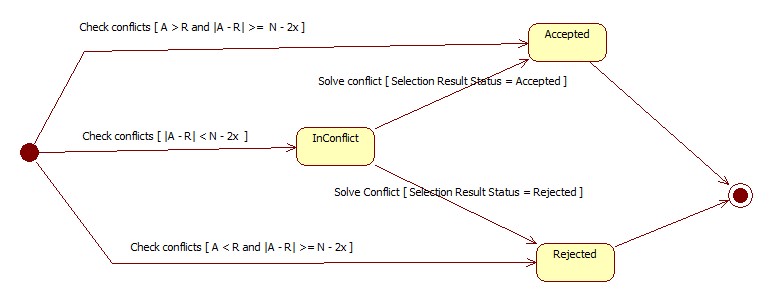 Check conflicts [ A > R and |A - R| >= N - 2x ]
Accepted
Solve conflict [ Selection Result Status = Accepted ]
Check conflicts [ |A - R| < N - 2x ]
InConflict
Solve Conflict [ Selection Result Status = Rejected ]
Check conflicts [ A < R and |A - R| >= N - 2x ]
Rejected